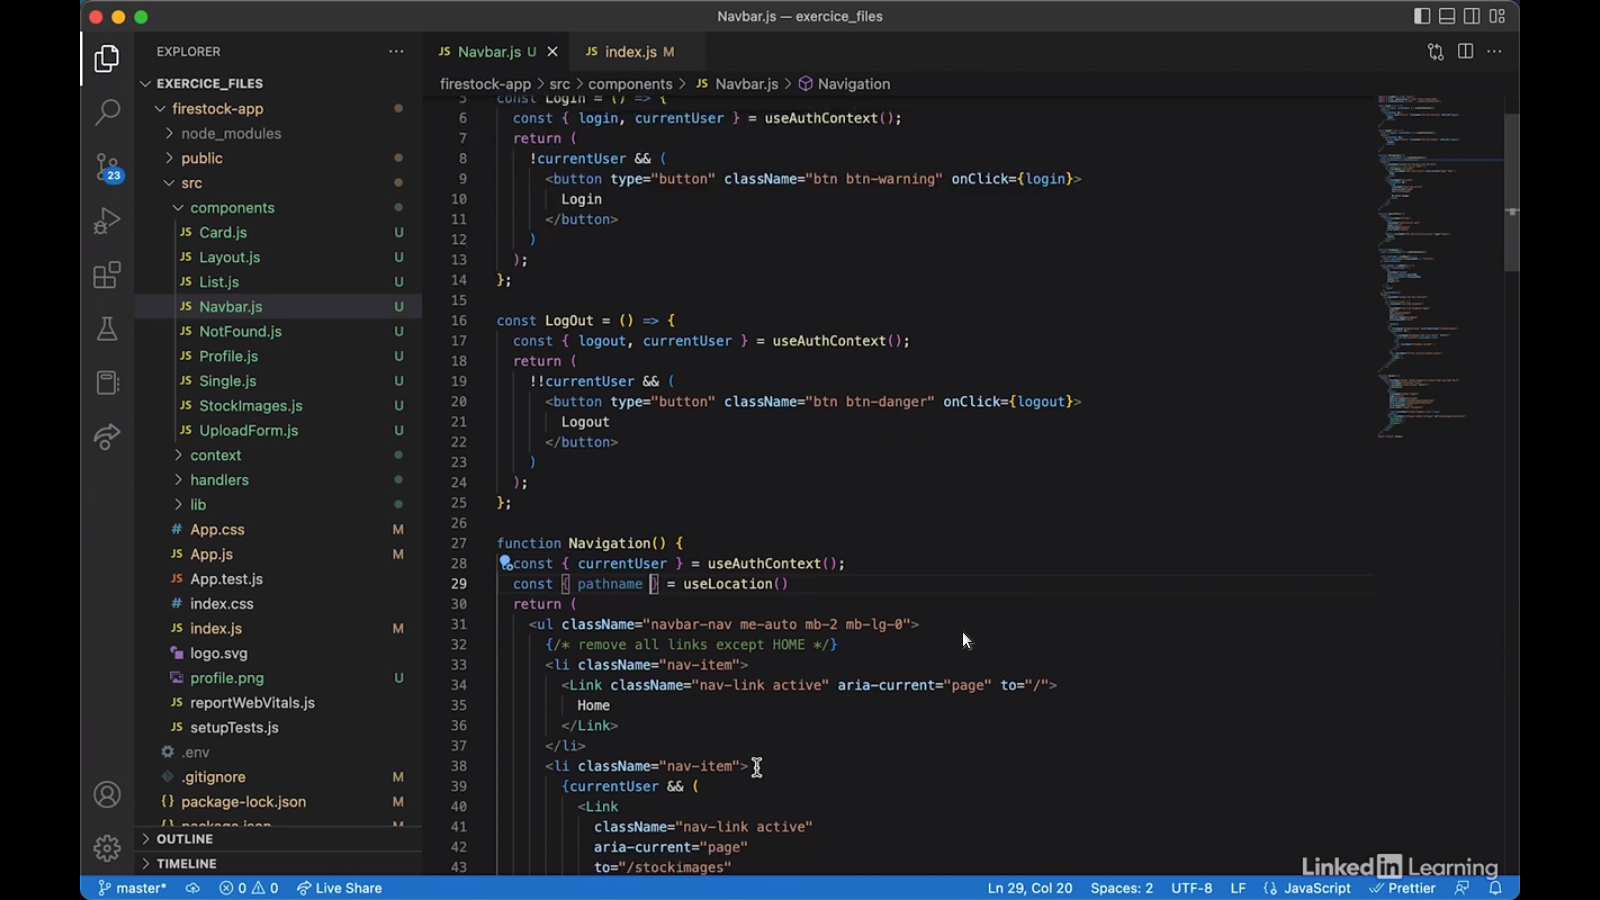 Navbar.js — exercice_files
EXPLORER
EXERCICE_FILES
firestock-app
node_modules
public
src
components
JS Card.js U
JS Layout.js U
JS List.js U
JS Navbar.js U
JS NotFound.js U
JS Profile.js U
JS Single.js U
JS StockImages.js U
JS UploadForm.js U
context
handlers
lib
# App.css M
JS App.js M
JS App.test.js
# index.css
JS index.js M
logo.svg
profile.png U
JS reportWebVitals.js
JS setupTests.js
.env
.gitignore M
{} package-lock.json M
{} package.json M
OUTLINE
TIMELINE
23
JS Navbar.js U
JS index.js M
firestock-app > src > components > JS Navbar.js > Navigation
5 const Login = () => {
6 const { login, currentUser } = useAuthContext();
7 return (
8 !currentUser && (
9 <button type="button" className="btn btn-warning" onClick={login}>
10 Login
11 </button>
12 )
13 );
14 };
15
16 const LogOut = () => {
17 const { logout, currentUser } = useAuthContext();
18 return (
19 !!currentUser && (
20 <button type="button" className="btn btn-danger" onClick={logout}>
21 Logout
22 </button>
23 )
24 );
25 };
26
27 function Navigation() {
28 const { currentUser } = useAuthContext();
29 const { pathname } = useLocation()
30 return (
31 <ul className="navbar-nav me-auto mb-2 mb-lg-0">
32 {/* remove all links except HOME */}
33 <li className="nav-item">
34 <Link className="nav-link active" aria-current="page" to="/">
35 Home
36 </Link>
37 </li>
38 <li className="nav-item">
39 {currentUser && (
40 <Link
41 className="nav-link active"
42 aria-current="page"
43 to="/stockimages"
LinkedIn Learning
master* 0 0 Live Share Ln 29, Col 20 Spaces: 2 UTF-8 LF {} JavaScript Prettier